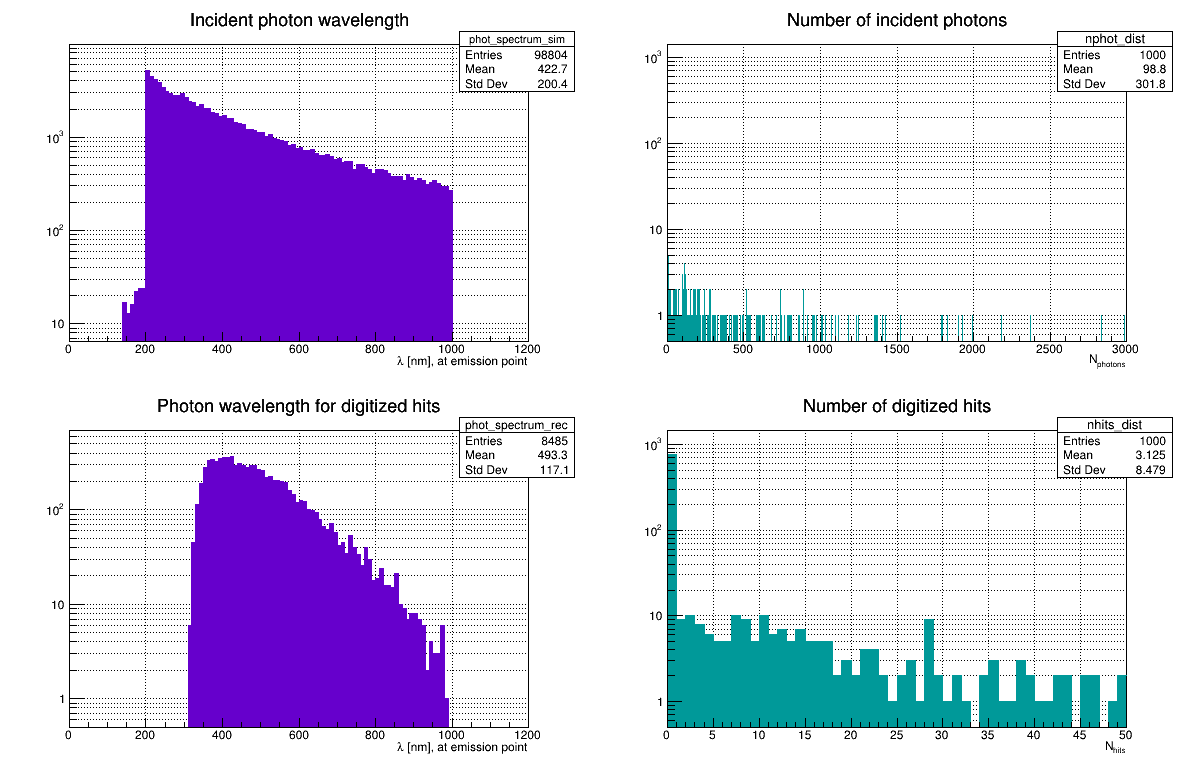 Incident photon wavelength
phot_spectrum_sim
Entries 98804
Mean 422.7
Std Dev 200.4
10³
10²
10
0 200 400 600 800 1000 1200
λ [nm], at emission point
Number of incident photons
nphot_dist
Entries 1000
Mean 98.8
Std Dev 301.8
10³
10²
10
1
0 500 1000 1500 2000 2500 3000
Nphotons
Photon wavelength for digitized hits
phot_spectrum_rec
Entries 8485
Mean 493.3
Std Dev 117.1
10²
10
1
0 200 400 600 800 1000 1200
λ [nm], at emission point
Number of digitized hits
nhits_dist
Entries 1000
Mean 3.125
Std Dev 8.479
10³
10²
10
1
0 5 10 15 20 25 30 35 40 45 50
Nhits